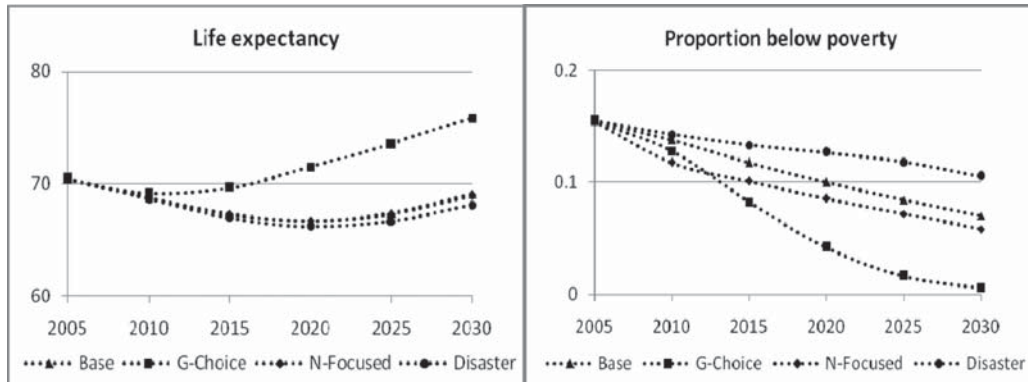 Life expectancy
80
70
60
2005 2010 2015 2020 2025 2030
Base G-Choice N-Focused Disaster
Proportion below poverty
0.2
0.1
0
2005 2010 2015 2020 2025 2030
Base G-Choice N-Focused Disaster